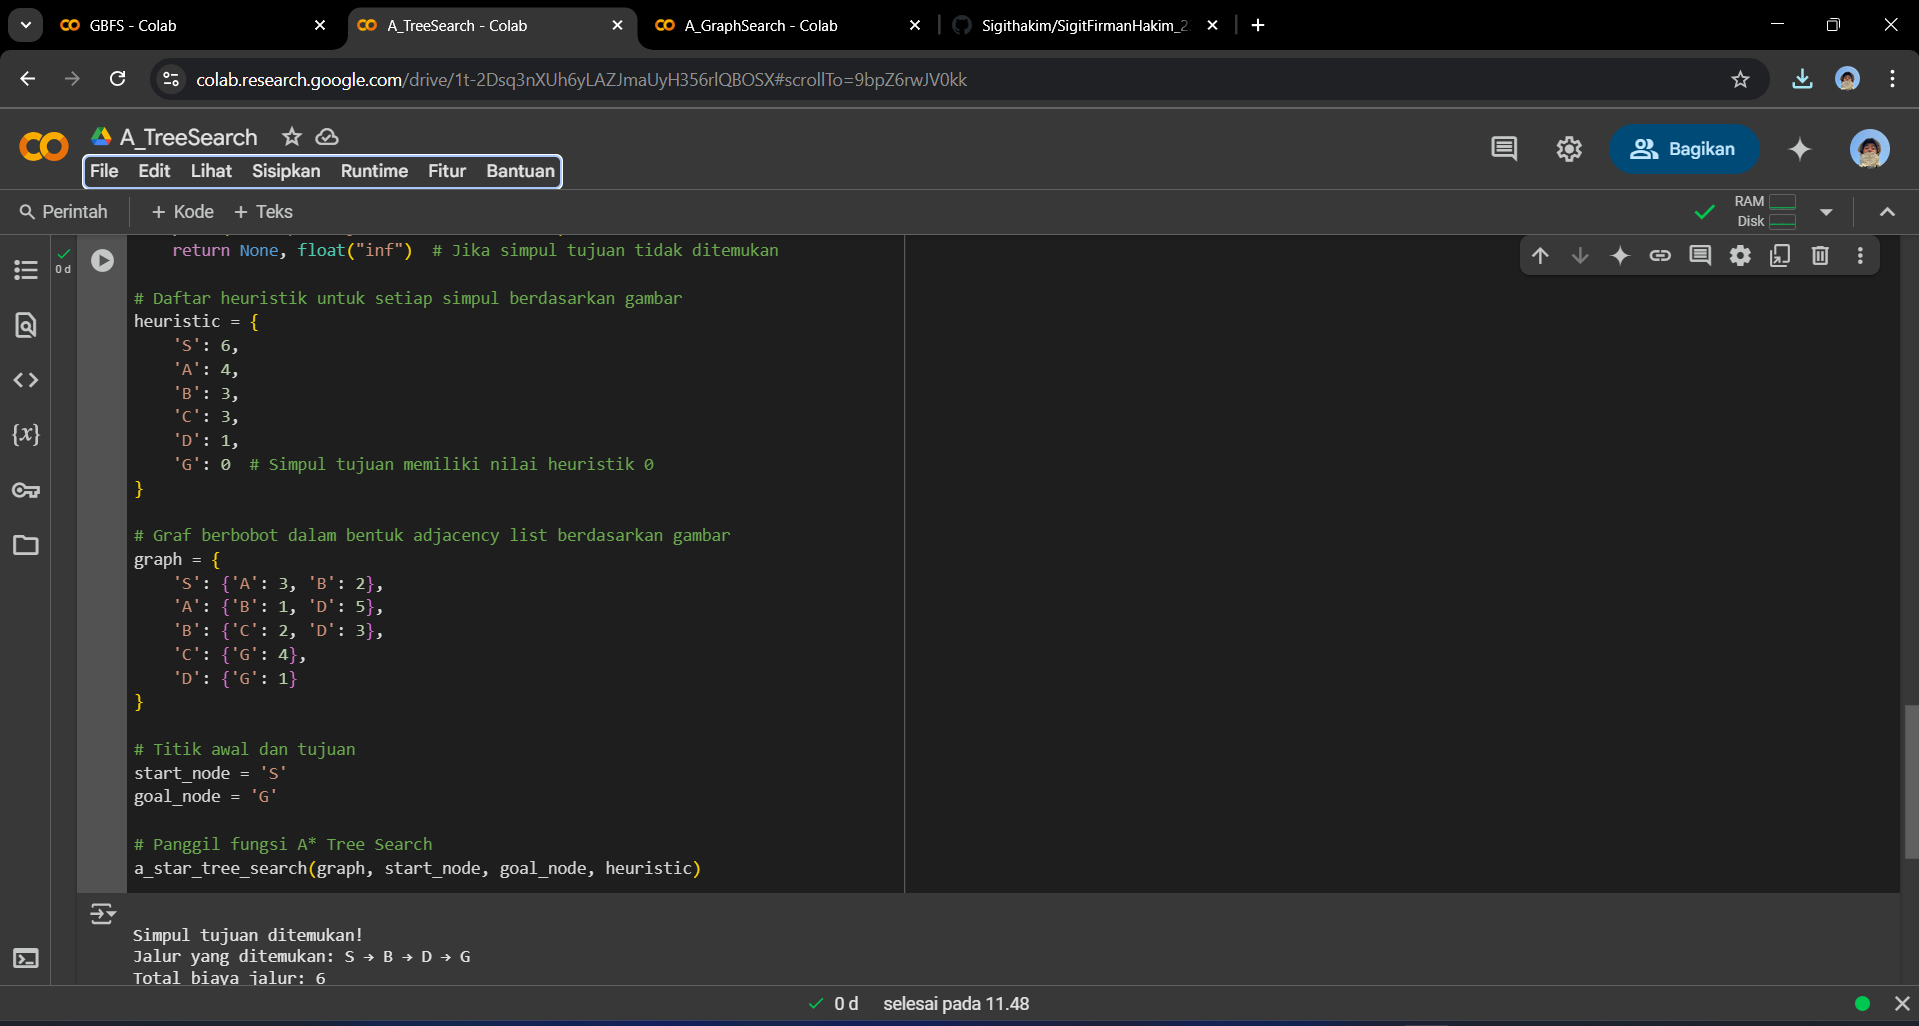 GBFS - Colab
A_TreeSearch - Colab
A_GraphSearch - Colab
Sigithakim/SigitFirmanHakim_2
colab.research.google.com/drive/1t-2Dsq3nXUh6yLAZJmaUyH356rlQBOSX#scrollTo=9bpZ6rwJV0kk
A_TreeSearch
File Edit Lihat Sisipkan Runtime Fitur Bantuan
Bagikan
Perintah + Kode + Teks
RAM
Disk
0 d
return None, float("inf")  # Jika simpul tujuan tidak ditemukan
# Daftar heuristik untuk setiap simpul berdasarkan gambar
heuristic = {
'S': 6,
'A': 4,
'B': 3,
'C': 3,
'D': 1,
'G': 0  # Simpul tujuan memiliki nilai heuristik 0
}
# Graf berbobot dalam bentuk adjacency list berdasarkan gambar
graph = {
'S': {'A': 3, 'B': 2},
'A': {'B': 1, 'D': 5},
'B': {'C': 2, 'D': 3},
'C': {'G': 4},
'D': {'G': 1}
}
# Titik awal dan tujuan
start_node = 'S'
goal_node = 'G'
# Panggil fungsi A* Tree Search
a_star_tree_search(graph, start_node, goal_node, heuristic)
Simpul tujuan ditemukan!
Jalur yang ditemukan: S → B → D → G
Total biaya jalur: 6
0 d selesai pada 11.48